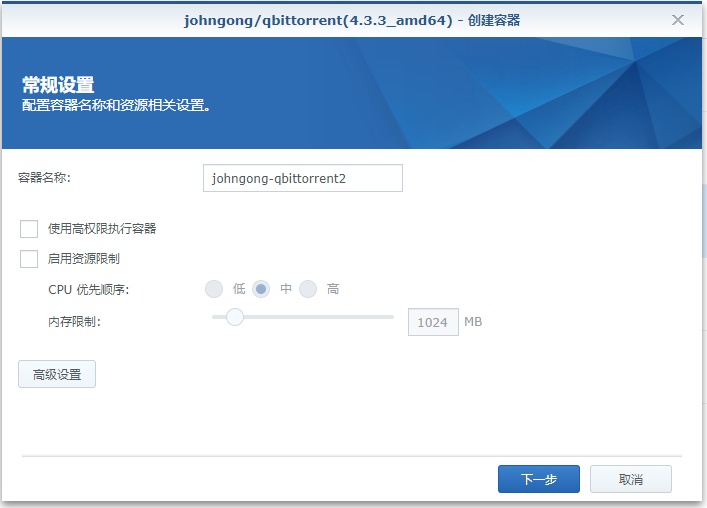 johngong/qbittorrent(4.3.3_amd64) - 创建容器
常规设置
配置容器名称和资源相关设置。
容器名称:
johngong-qbittorrent2
使用高权限执行容器
启用资源限制
CPU 优先顺序: 低 中 高
内存限制: 1024 MB
高级设置
下一步 取消